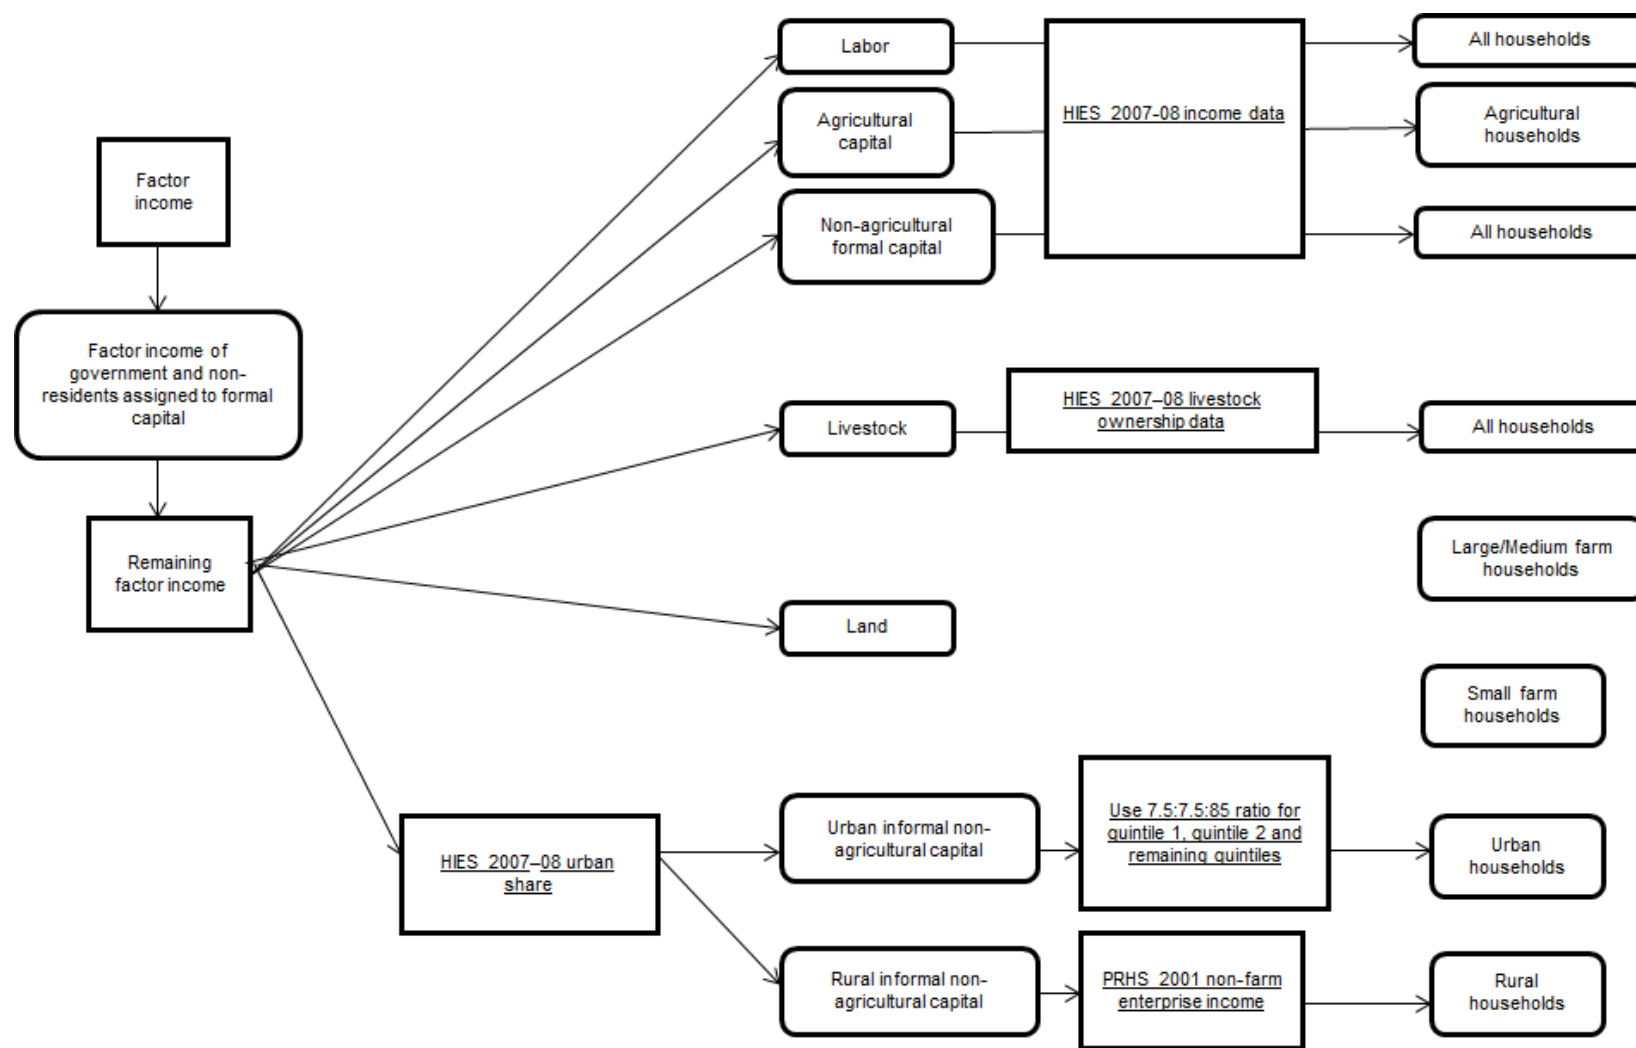 Labor
HIES 2007-08 income data
All households
Agricultural
capital
Agricultural
households
Non-agricultural
formal capital
All households
Factor
income
Factor income of
government and non-
residents assigned to formal
capital
Remaining
factor income
Livestock
HIES 2007–08 livestock
ownership data
All households
Large/Medium farm
households
Land
Small farm
households
HIES 2007–08 urban
share
Urban informal non-
agricultural capital
Use 7.5:7.5:85 ratio for
quintile 1, quintile 2 and
remaining quintiles
Urban
households
Rural informal non-
agricultural capital
PRHS 2001 non-farm
enterprise income
Rural
households